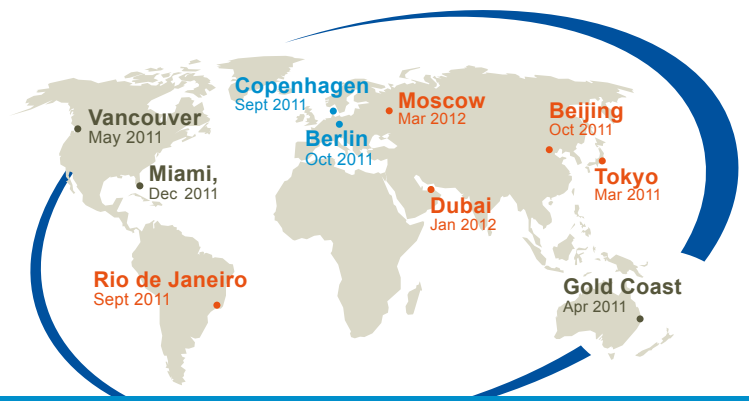 Copenhagen
Sept 2011
Moscow
Mar 2012
Beijing
Oct 2011
Vancouver
May 2011
Berlin
Oct 2011
Miami,
Dec 2011
Tokyo
Mar 2011
Dubai
Jan 2012
Rio de Janeiro
Sept 2011
Gold Coast
Apr 2011